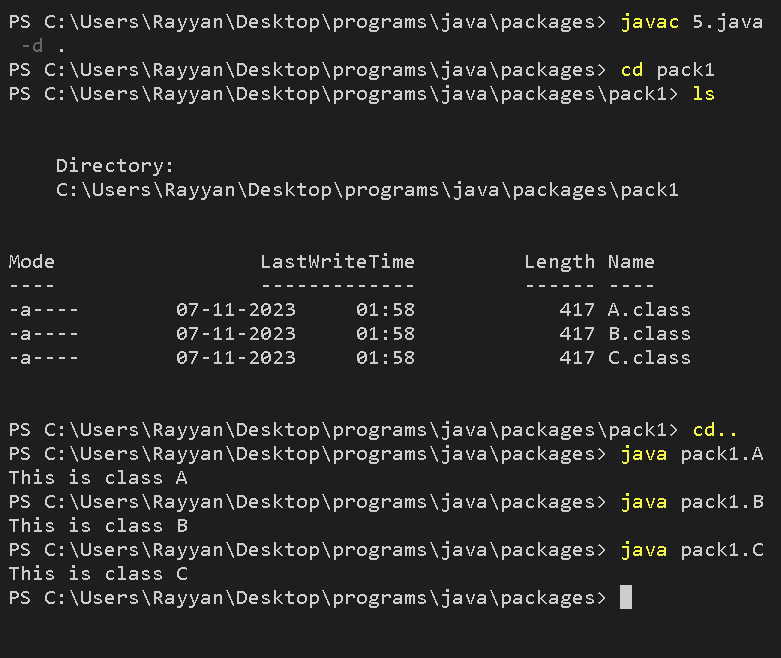 PS C:\Users\Rayyan\Desktop\programs\java\packages> javac 5.java
 -d .
PS C:\Users\Rayyan\Desktop\programs\java\packages> cd pack1
PS C:\Users\Rayyan\Desktop\programs\java\packages\pack1> ls
Directory:
C:\Users\Rayyan\Desktop\programs\java\packages\pack1
Mode                 LastWriteTime         Length Name
----                 -------------         ------ ----
-a----        07-11-2023     01:58            417 A.class
-a----        07-11-2023     01:58            417 B.class
-a----        07-11-2023     01:58            417 C.class
PS C:\Users\Rayyan\Desktop\programs\java\packages\pack1> cd..
PS C:\Users\Rayyan\Desktop\programs\java\packages> java pack1.A
This is class A
PS C:\Users\Rayyan\Desktop\programs\java\packages> java pack1.B
This is class B
PS C:\Users\Rayyan\Desktop\programs\java\packages> java pack1.C
This is class C
PS C:\Users\Rayyan\Desktop\programs\java\packages>